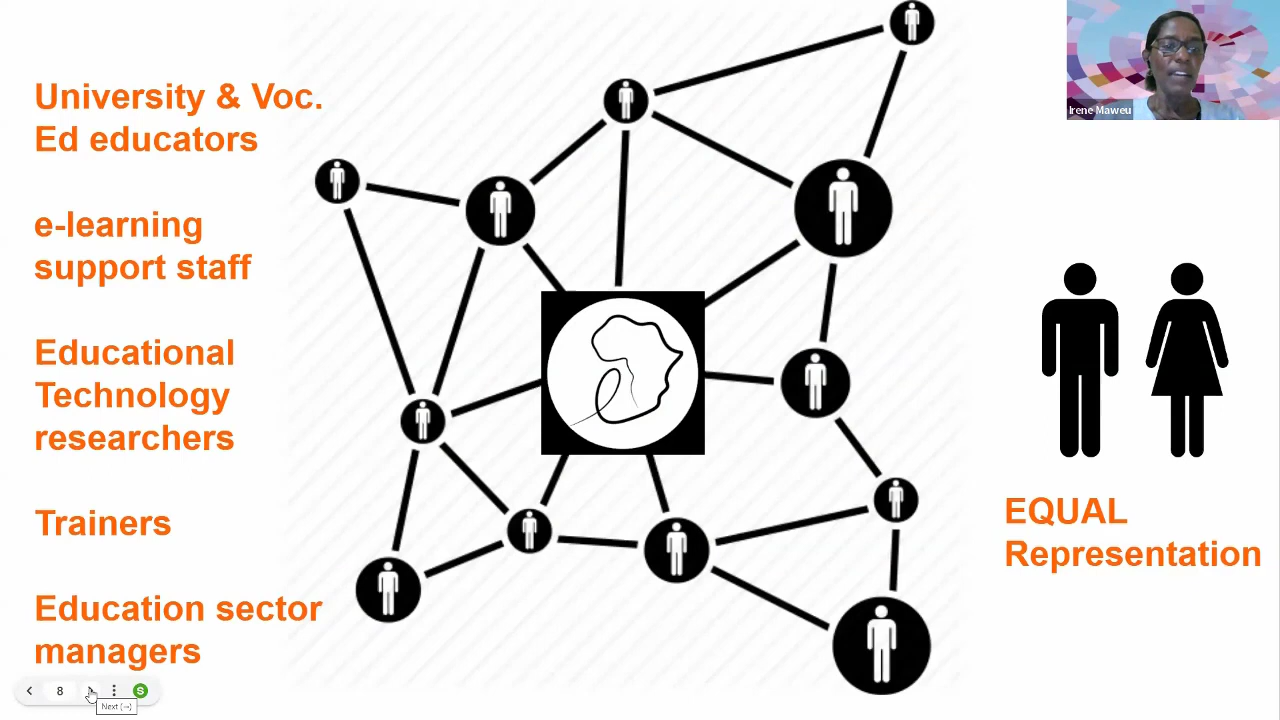 University & Voc.
Ed educators
e-learning
support staff
Educational
Technology
researchers
Trainers
Education sector
managers
EQUAL
Representation
Irene Maweu
8
S
Next (→)